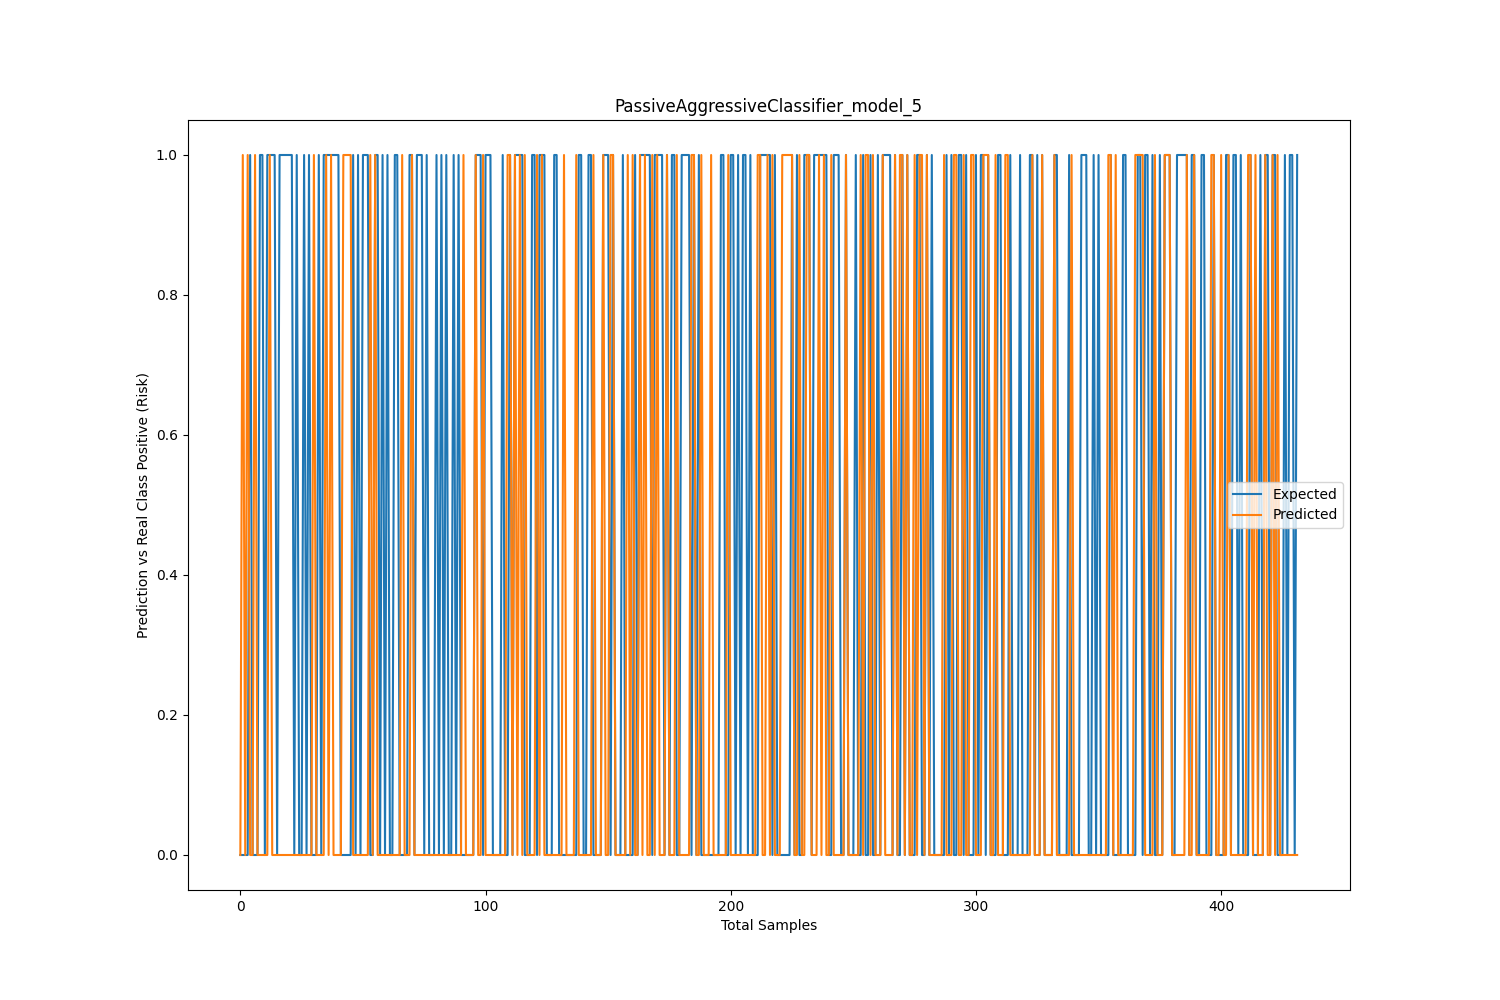 PassiveAggressiveClassifier_model_5
1.0
0.8
0.6
0.4
0.2
0.0
Prediction vs Real Class Positive (Risk)
Expected
Predicted
0
100
200
300
400
Total Samples